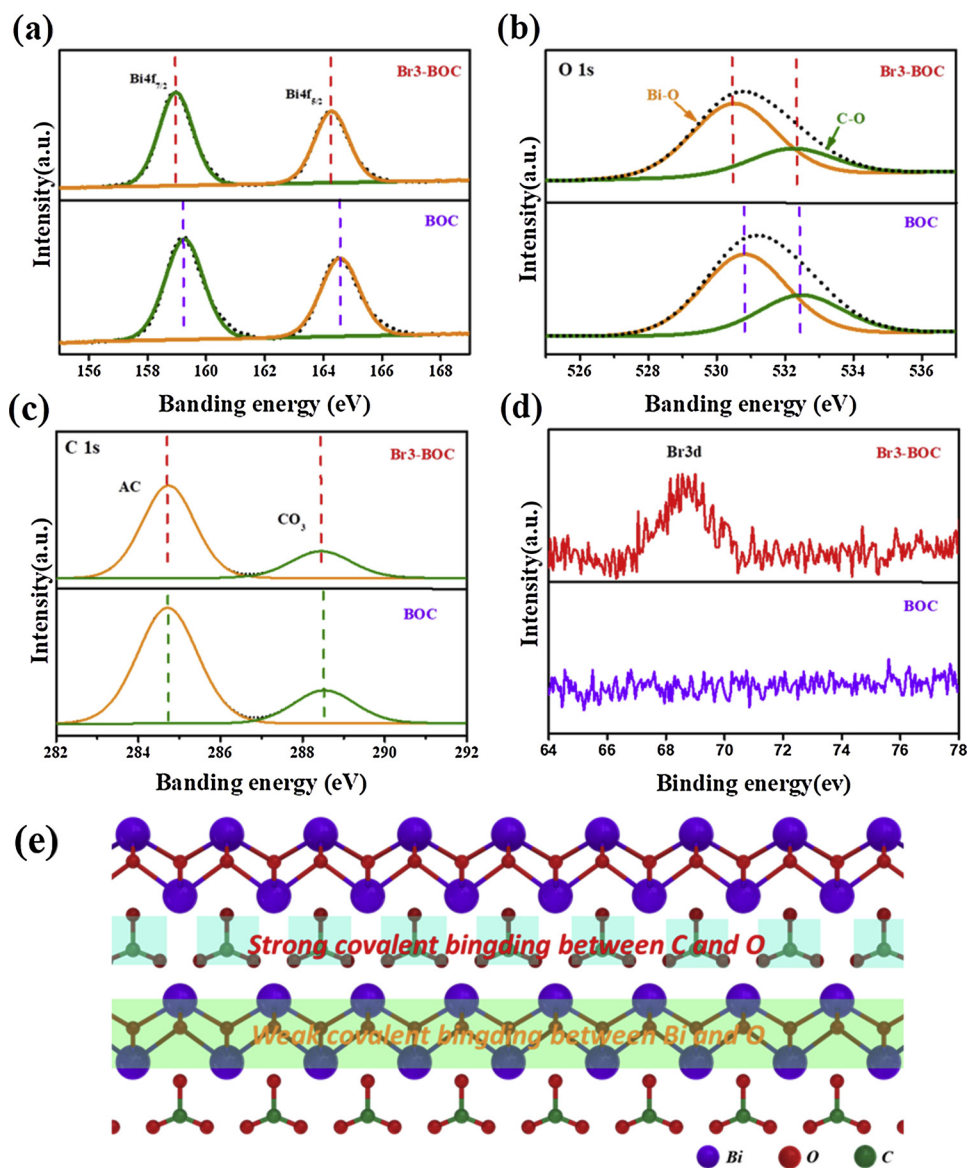 (a)
Bi4f7/2
Bi4f5/2
Br3-BOC
BOC
Intensity(a.u.)
156 158 160 162 164 166 168
Banding energy (eV)
(b)
O 1s
Br3-BOC
Bi-O
C-O
BOC
Intensity(a.u.)
526 528 530 532 534 536
Banding energy (eV)
(c)
C 1s
Br3-BOC
AC
CO3
BOC
Intensity(a.u.)
282 284 286 288 290 292
Banding energy (eV)
(d)
Br3d
Br3-BOC
BOC
Intensity(a.u.)
64 66 68 70 72 74 76 78
Binding energy(ev)
(e)
Strong covalent bingding between C and O
Weak covalent bingding between Bi and O
Bi O C